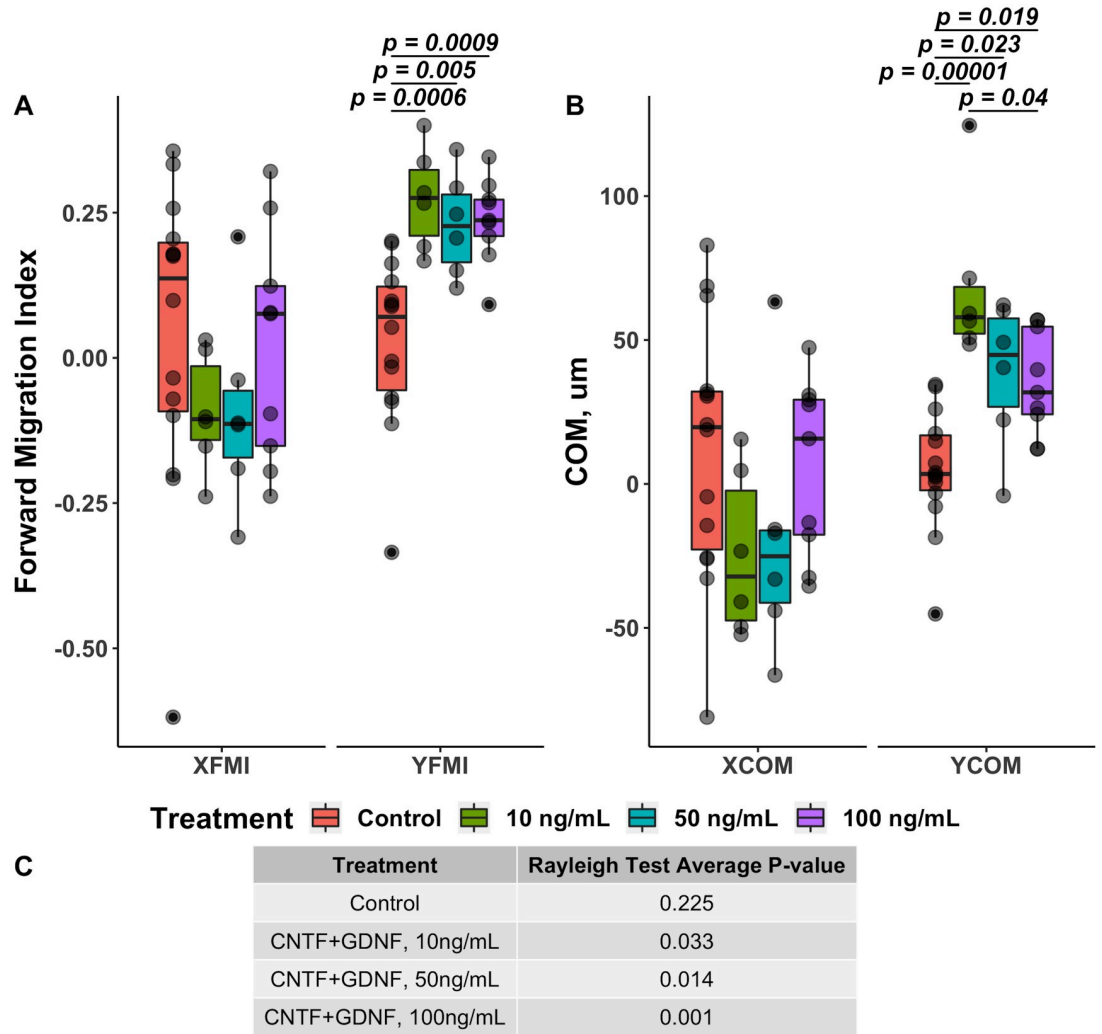 p = 0.0009
p = 0.005
p = 0.0006
p = 0.019
p = 0.023
p = 0.00001
p = 0.04
A
B
Forward Migration Index
0.25
0.00
-0.25
-0.50
XFMI
YFMI
COM, um
100
50
0
-50
XCOM
YCOM
Treatment Control 10 ng/mL 50 ng/mL 100 ng/mL
C
Treatment Rayleigh Test Average P-value
Control 0.225
CNTF+GDNF, 10ng/mL 0.033
CNTF+GDNF, 50ng/mL 0.014
CNTF+GDNF, 100ng/mL 0.001